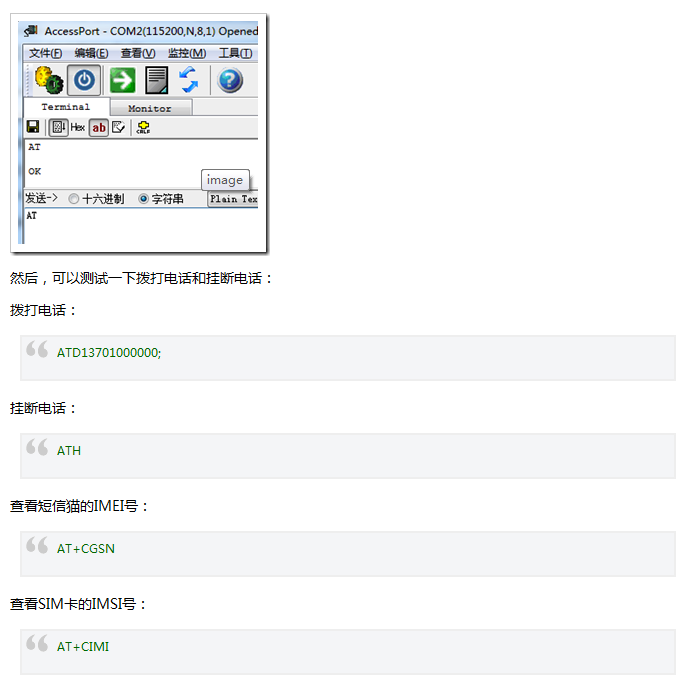 AccessPort - COM2(115200,N,8,1) Opened
文件(F) 编辑(E) 查看(V) 监控(M) 工具(T)
Terminal Monitor
Hex ab CRLF
AT
OK
image
发送-> 十六进制 字符串 Plain Tex
AT
然后，可以测试一下拨打电话和挂断电话：
拨打电话：
ATD13701000000;
挂断电话：
ATH
查看短信猫的IMEI号：
AT+CGSN
查看SIM卡的IMSI号：
AT+CIMI